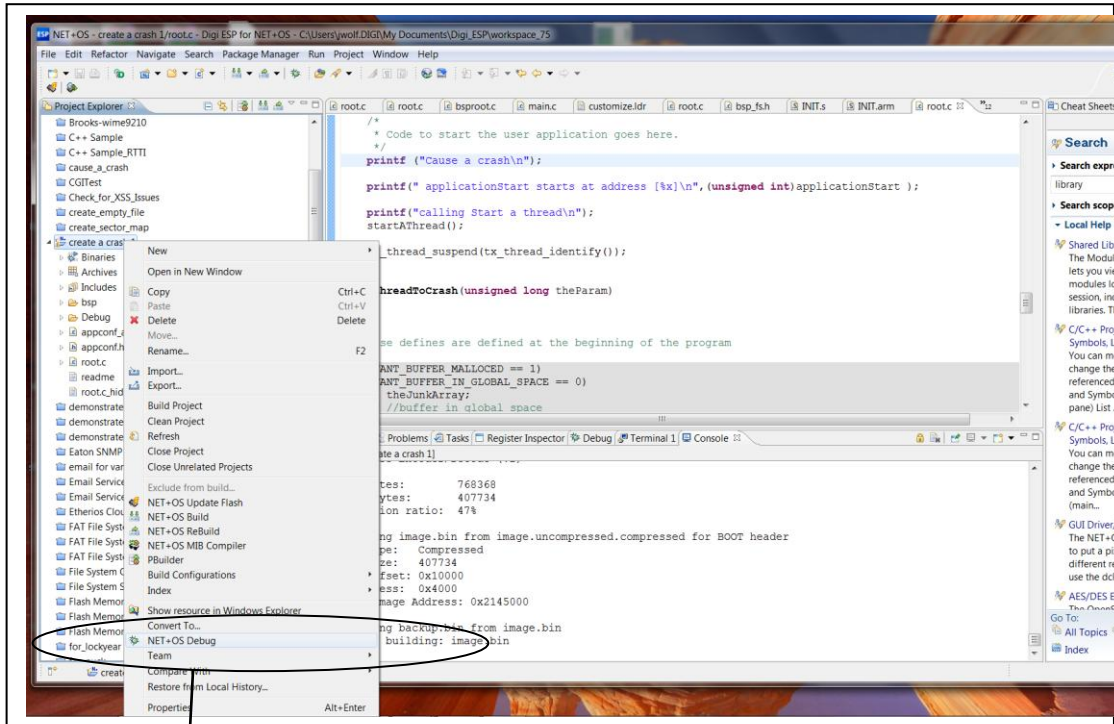 NET+OS - create a crash 1/root.c - Digi ESP for NET+OS - C:\Users\jwolf.DIGI\My Documents\Digi_ESP\workspace_75
File Edit Refactor Navigate Search Package Manager Run Project Window Help
Project Explorer
Brooks-wime9210
C++ Sample
C++ Sample_RTTI
cause_a_crash
CGITest
Check_for_XSS_Issues
create_empty_file
create_sector_map
create a cras
Binaries
Archives
Includes
bsp
Debug
appconf_a
appconf.h
root.c
readme
root.c_hid
demonstrate
demonstrate
demonstrate
Eaton SNMP
email for var
Email Service
Email Service
Etherios Clou
FAT File Syst
FAT File Syst
FAT File Syst
File System C
File System S
Flash Memor
Flash Memor
Flash Memor
for_lockyear
create
New
Open in New Window
Copy Ctrl+C
Paste Ctrl+V
Delete Delete
Move...
Rename... F2
Import...
Export...
Build Project
Clean Project
Refresh
Close Project
Close Unrelated Projects
Exclude from build...
NET+OS Update Flash
NET+OS Build
NET+OS ReBuild
NET+OS MIB Compiler
PBuilder
Build Configurations
Index
Show resource in Windows Explorer
Convert To...
NET+OS Debug
Team
Compare With
Restore from Local History...
Properties Alt+Enter
root.c root.c bsproot.c main.c customize.ldr root.c bsp_fs.h INIT.s INIT.arm root.c 12
/*
* Code to start the user application goes here.
*/
printf ("Cause a crash\n");
printf(" applicationStart starts at address [%x]\n",(unsigned int)applicationStart );
printf("calling Start a thread\n");
startAThread();
_thread_suspend(tx_thread_identify());
hreadToCrash(unsigned long theParam)
se defines are defined at the beginning of the program
ANT_BUFFER_MALLOCED == 1)
ANT_BUFFER_IN_GLOBAL_SPACE == 0)
theJunkArray;
//buffer in global space
Problems Tasks Register Inspector Debug Terminal 1 Console
ate a crash 1]
tes: 768368
ytes: 407734
ion ratio: 47%
ng image.bin from image.uncompressed.compressed for BOOT header
pe: Compressed
ze: 407734
fset: 0x10000
ess: 0x4000
mage Address: 0x2145000
ng backup.bin from image.bin
building: image.bin
Cheat Sheets
Search
Search expre
library
Search scop
Local Help
Shared Lib
The Modul
lets you vie
modules lo
session, inc
libraries. Th
C/C++ Proj
Symbols, L
You can m
change the
referenced
and Symbo
pane) List
C/C++ Proj
Symbols, L
You can m
change the
referenced
and Symbo
(main...
GUI Driver,
The NET+O
to put a pi
different re
use the dcl
AES/DES E
Go To:
All Topics
Index